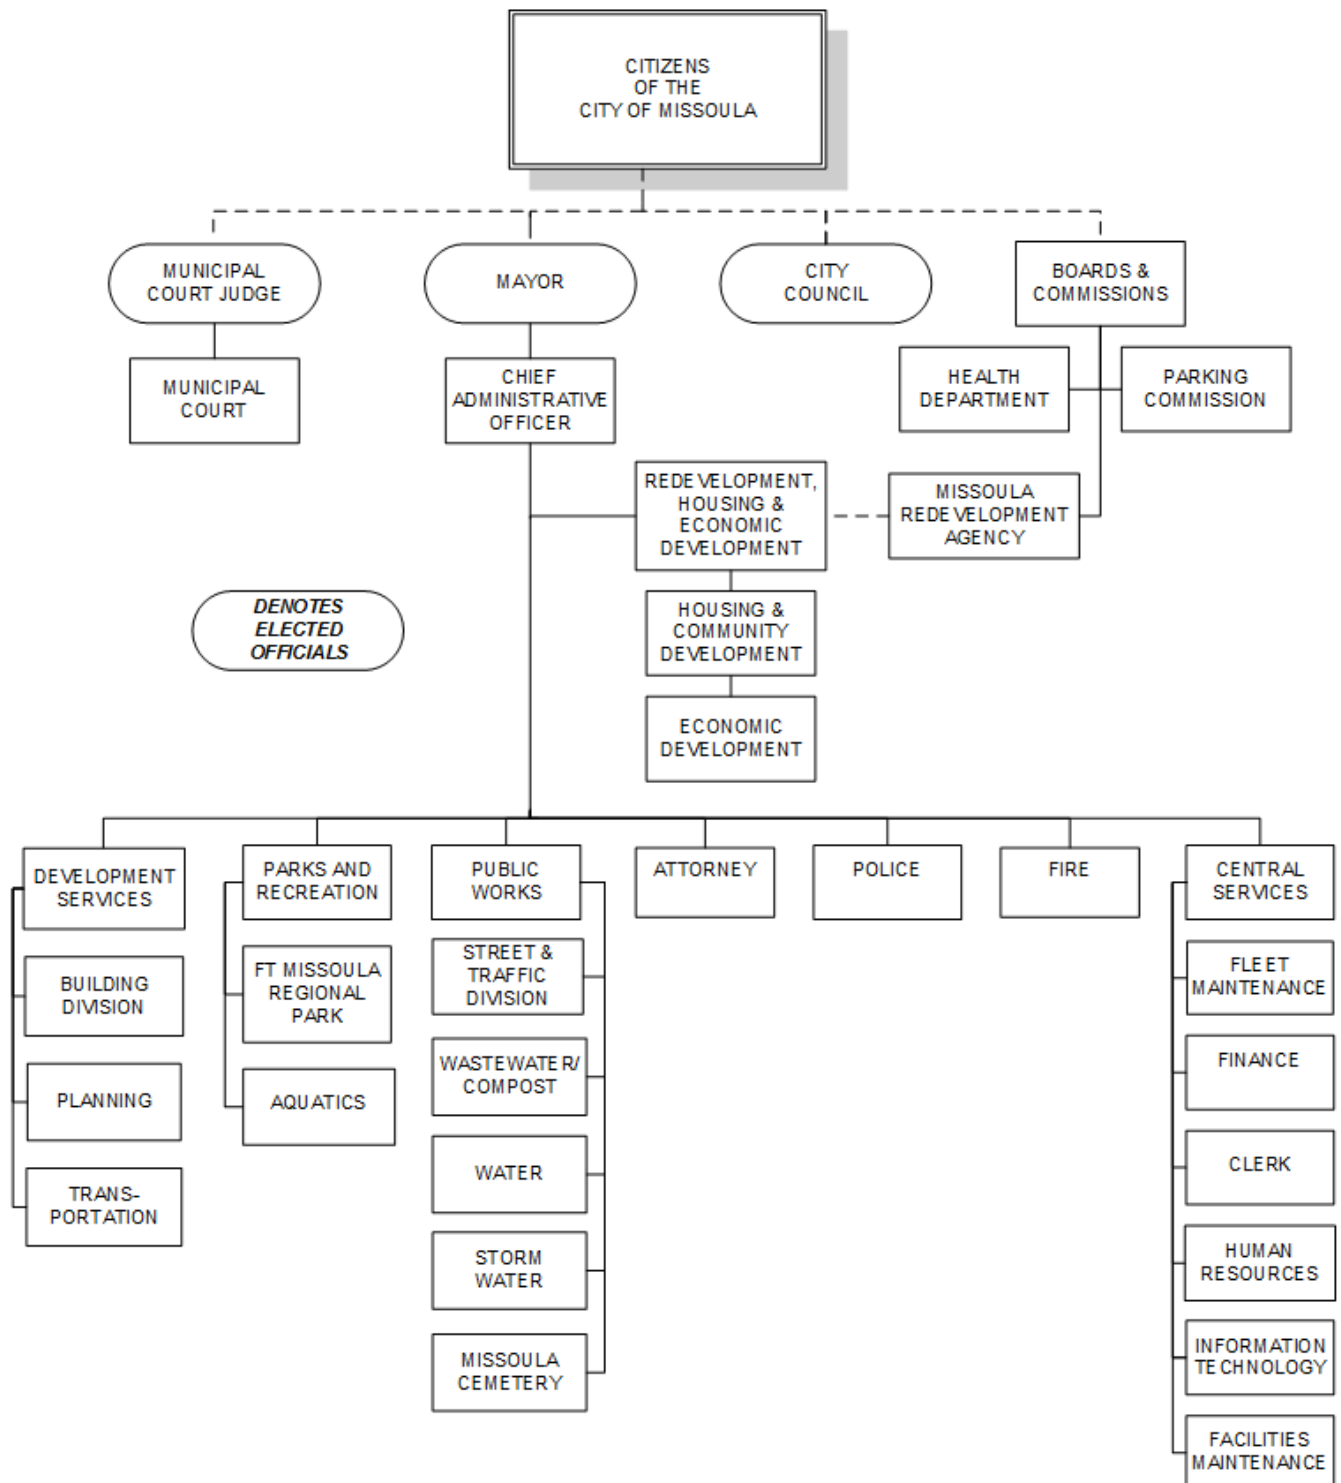 CITIZENS
OF THE
CITY OF MISSOULA
MUNICIPAL
COURT JUDGE
MAYOR
CITY
COUNCIL
BOARDS &
COMMISSIONS
MUNICIPAL
COURT
CHIEF
ADMINISTRATIVE
OFFICER
HEALTH
DEPARTMENT
PARKING
COMMISSION
REDEVELOPMENT,
HOUSING &
ECONOMIC
DEVELOPMENT
MISSOULA
REDEVELOPMENT
AGENCY
DENOTES
ELECTED
OFFICIALS
HOUSING &
COMMUNITY
DEVELOPMENT
ECONOMIC
DEVELOPMENT
DEVELOPMENT
SERVICES
BUILDING
DIVISION
PLANNING
TRANS-
PORTATION
PARKS AND
RECREATION
FT MISSOULA
REGIONAL
PARK
AQUATICS
PUBLIC
WORKS
STREET &
TRAFFIC
DIVISION
WASTEWATER/
COMPOST
WATER
STORM
WATER
MISSOULA
CEMETERY
ATTORNEY
POLICE
FIRE
CENTRAL
SERVICES
FLEET
MAINTENANCE
FINANCE
CLERK
HUMAN
RESOURCES
INFORMATION
TECHNOLOGY
FACILITIES
MAINTENANCE